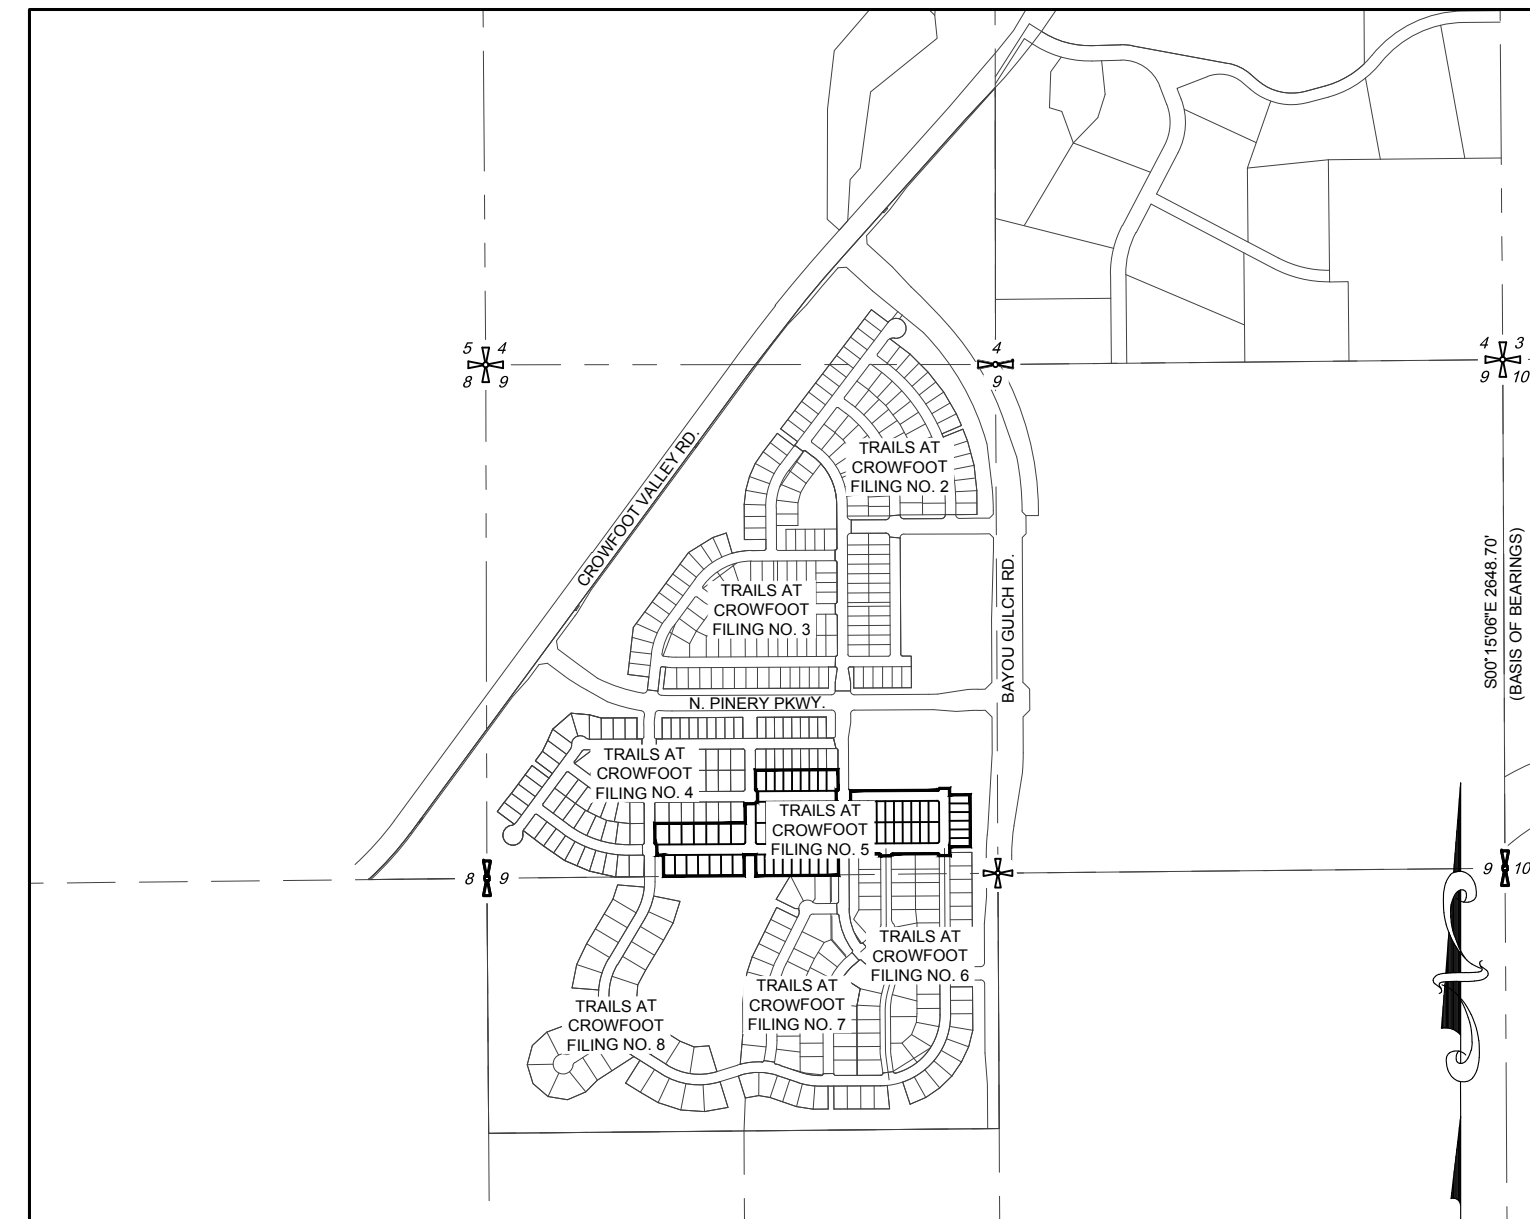 5 4
8 9
4
9
4 3
9 10
CROWFOOT VALLEY RD.
TRAILS AT
CROWFOOT
FILING NO. 2
BAYOU GULCH RD.
S00°15'06"E 2648.70'
(BASIS OF BEARINGS)
TRAILS AT
CROWFOOT
FILING NO. 3
N. PINERY PKWY.
TRAILS AT
CROWFOOT
FILING NO. 4
TRAILS AT
CROWFOOT
FILING NO. 5
8 9
9 10
TRAILS AT
CROWFOOT
FILING NO. 6
TRAILS AT
CROWFOOT
FILING NO. 7
TRAILS AT
CROWFOOT
FILING NO. 8